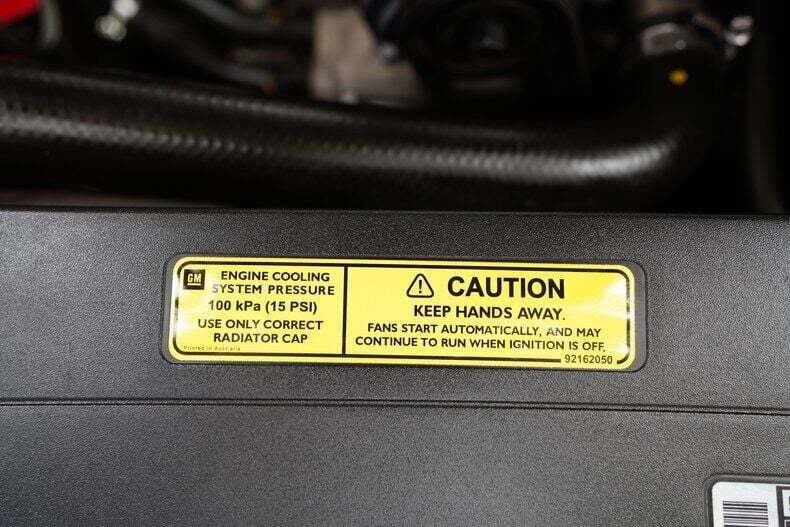 GM
ENGINE COOLING
SYSTEM PRESSURE
100 kPa (15 PSI)
USE ONLY CORRECT
RADIATOR CAP
Printed in Australia
CAUTION
KEEP HANDS AWAY.
FANS START AUTOMATICALLY, AND MAY
CONTINUE TO RUN WHEN IGNITION IS OFF.
92162050